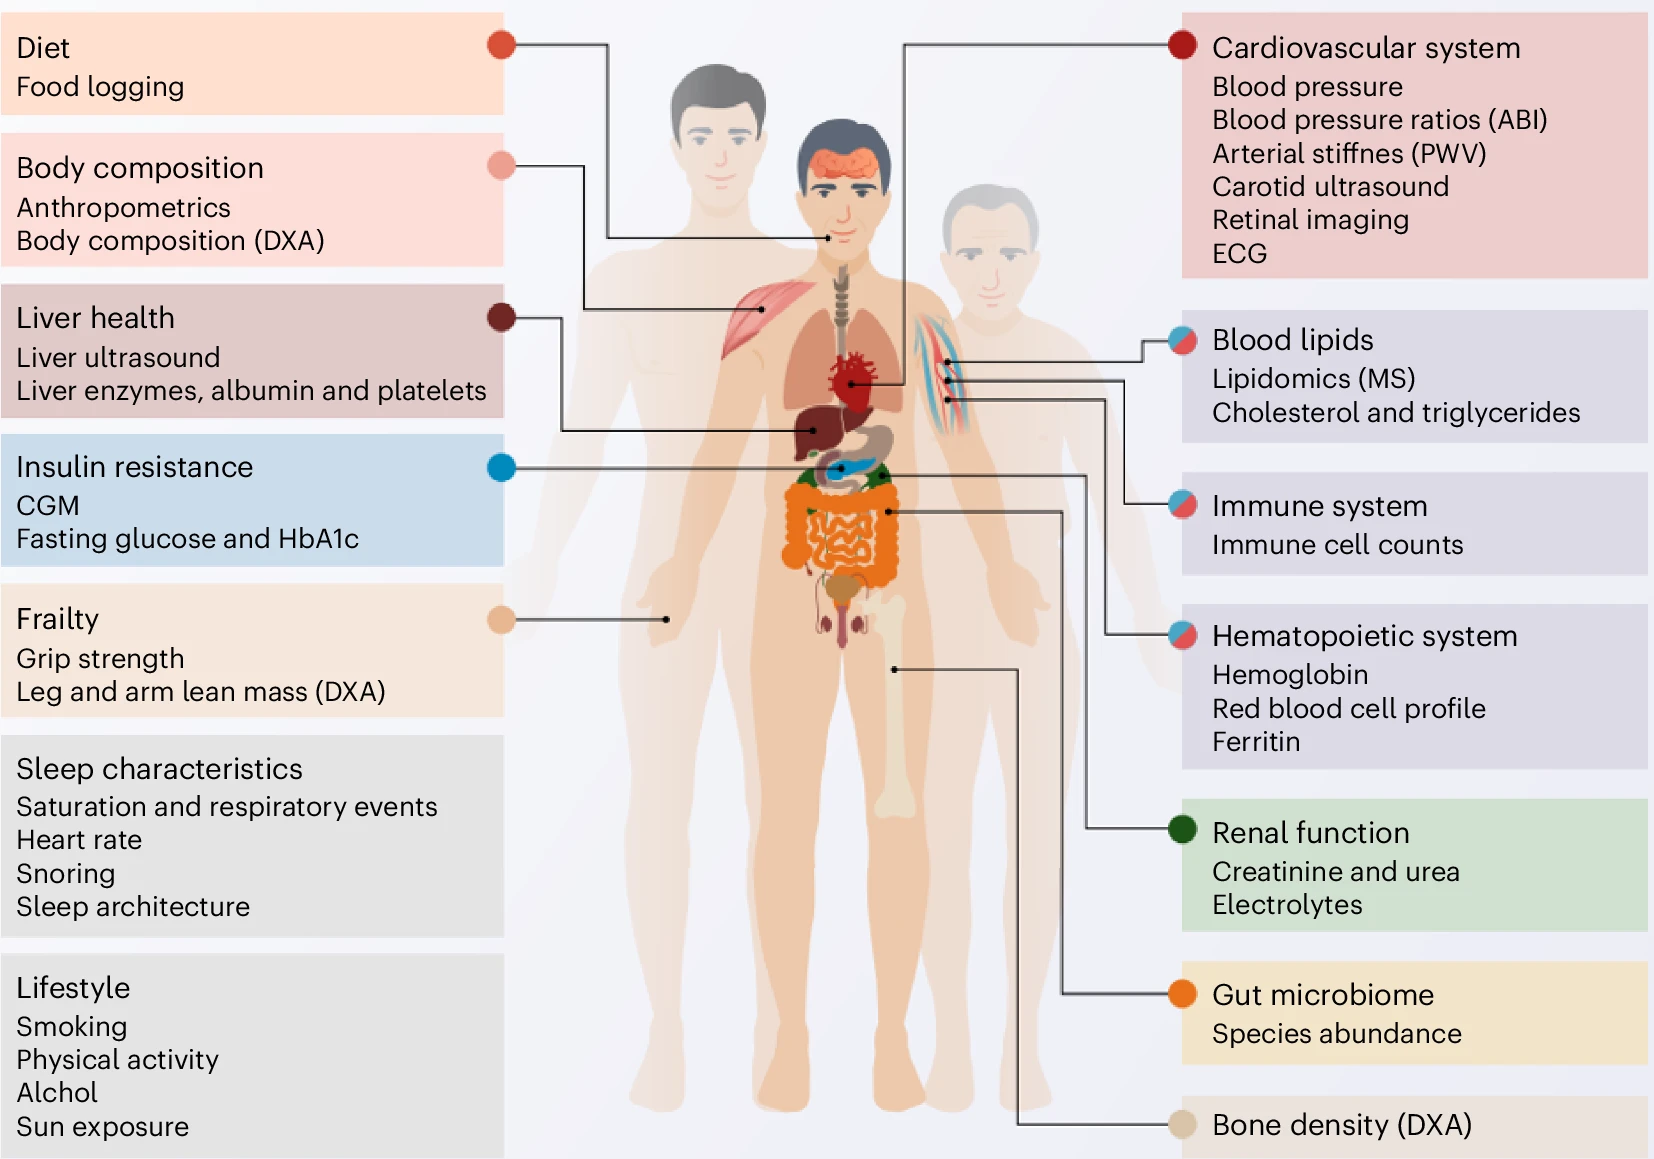 Diet
Food logging
Body composition
Anthropometrics
Body composition (DXA)
Liver health
Liver ultrasound
Liver enzymes, albumin and platelets
Insulin resistance
CGM
Fasting glucose and HbA1c
Frailty
Grip strength
Leg and arm lean mass (DXA)
Sleep characteristics
Saturation and respiratory events
Heart rate
Snoring
Sleep architecture
Lifestyle
Smoking
Physical activity
Alchol
Sun exposure
Cardiovascular system
Blood pressure
Blood pressure ratios (ABI)
Arterial stiffnes (PWV)
Carotid ultrasound
Retinal imaging
ECG
Blood lipids
Lipidomics (MS)
Cholesterol and triglycerides
Immune system
Immune cell counts
Hematopoietic system
Hemoglobin
Red blood cell profile
Ferritin
Renal function
Creatinine and urea
Electrolytes
Gut microbiome
Species abundance
Bone density (DXA)